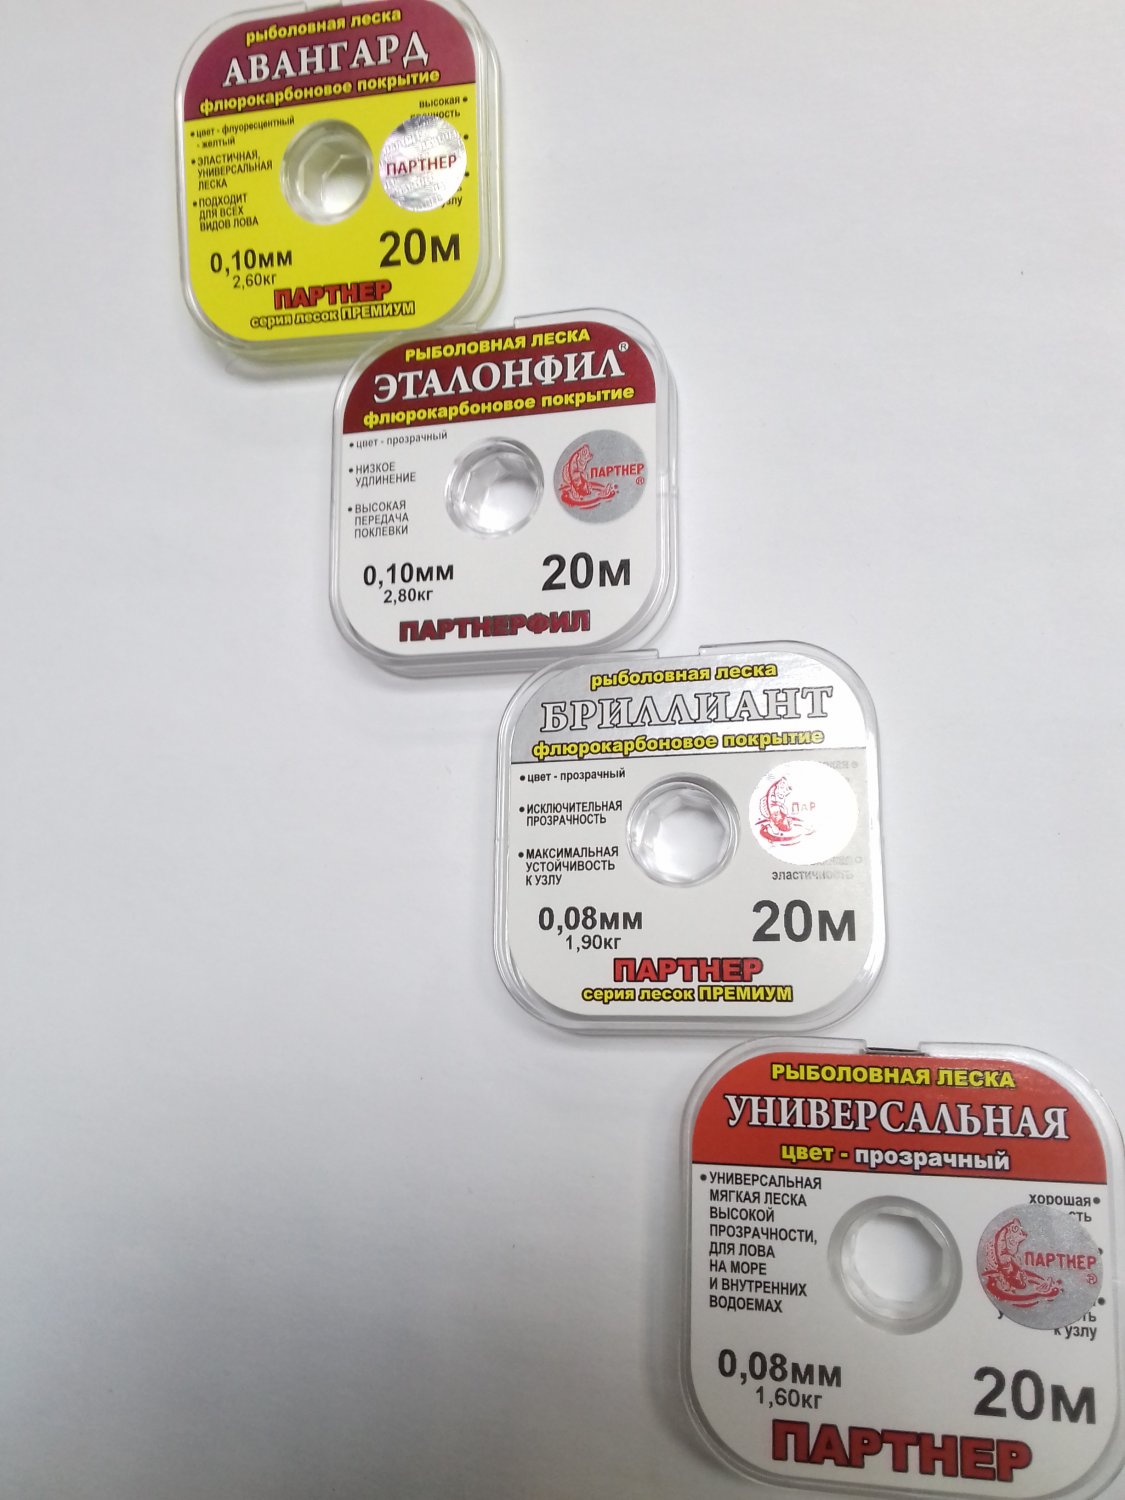 рыболовная леска
АВАНГАРД
флюрокарбоновое покрытие
• цвет - флуоресцентный
- желтый
• ЭЛАСТИЧНАЯ,
УНИВЕРСАЛЬНАЯ
ЛЕСКА
• ПОДХОДИТ
ДЛЯ ВСЕХ
ВИДОВ ЛОВА
высокая •
ПАРТНЕР
0,10мм
2,60кг
20м
ПАРТНЕР
серия лесок ПРЕМИУМ
РЫБОЛОВНАЯ ЛЕСКА
ЭТАЛОНФИЛ®
флюрокарбоновое покрытие
• цвет - прозрачный
• НИЗКОЕ
УДЛИНЕНИЕ
• ВЫСОКАЯ
ПЕРЕДАЧА
ПОКЛЕВКИ
ПАРТНЕР
®
0,10мм
2,80кг
20м
ПАРТНЕРФИЛ
рыболовная леска
БРИЛЛИАНТ
флюрокарбоновое покрытие
• цвет - прозрачный
• ИСКЛЮЧИТЕЛЬНАЯ
ПРОЗРАЧНОСТЬ
• МАКСИМАЛЬНАЯ
УСТОЙЧИВОСТЬ
К УЗЛУ
эластичность
0,08мм
1,90кг
20м
ПАРТНЕР
серия лесок ПРЕМИУМ
РЫБОЛОВНАЯ ЛЕСКА
УНИВЕРСАЛЬНАЯ
цвет - прозрачный
• УНИВЕРСАЛЬНАЯ
МЯГКАЯ ЛЕСКА
ВЫСОКОЙ
ПРОЗРАЧНОСТИ,
ДЛЯ ЛОВА
НА МОРЕ
И ВНУТРЕННИХ
ВОДОЕМАХ
хорошая •
ПАРТНЕР
®
к узлу
0,08мм
1,60кг
20м
ПАРТНЕР